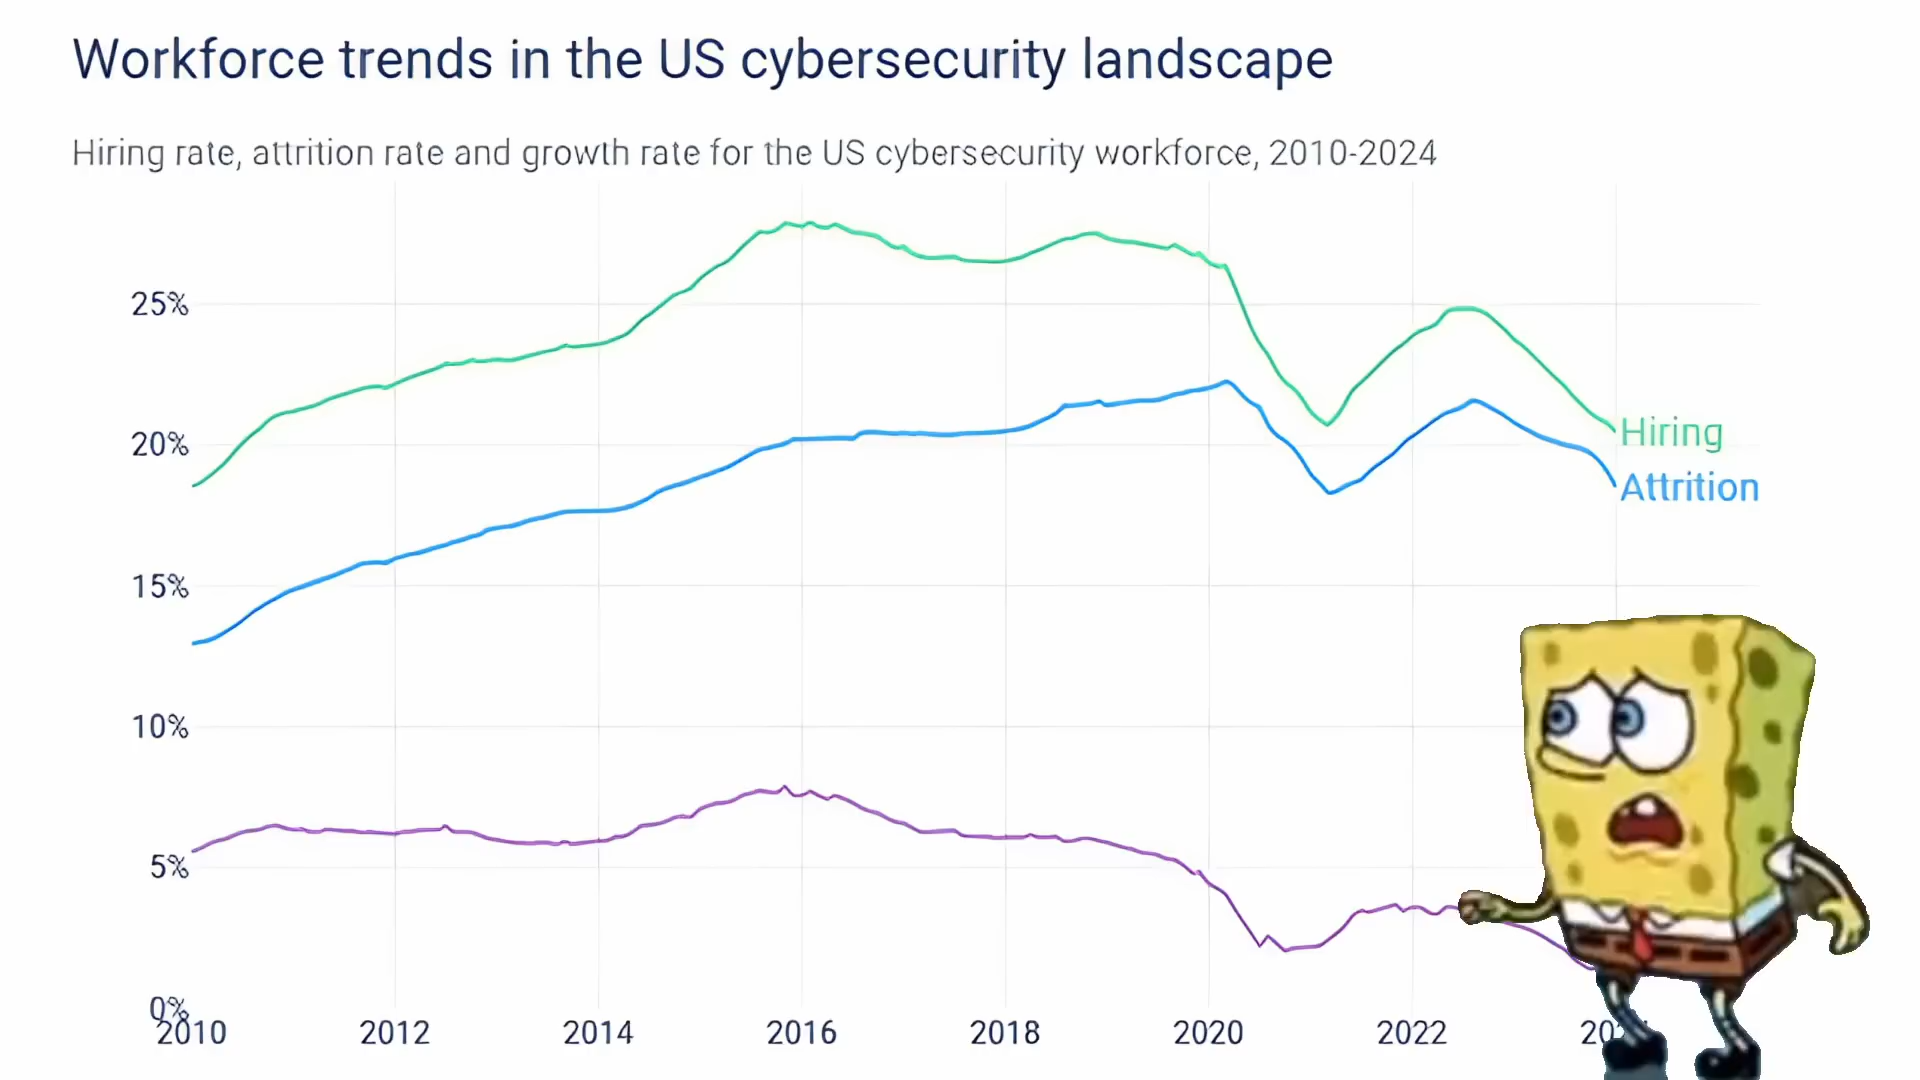 Workforce trends in the US cybersecurity landscape
Hiring rate, attrition rate and growth rate for the US cybersecurity workforce, 2010-2024
25%
20%
15%
10%
5%
0%
Hiring
Attrition
2010 2012 2014 2016 2018 2020 2022